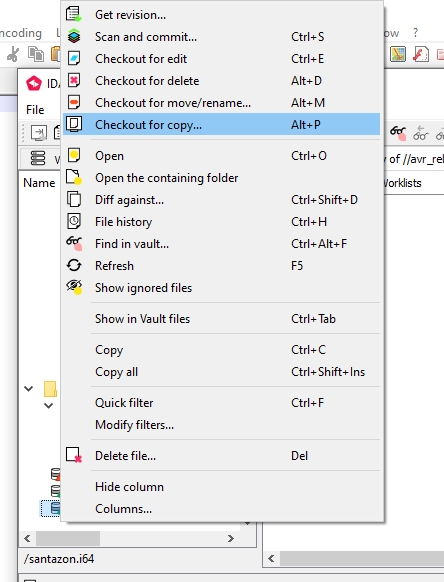 ncoding
ow
?
IDA
File
y of //avr_rel
Name
Worklists
Get revision...
Scan and commit... Ctrl+S
Checkout for edit Ctrl+E
Checkout for delete Alt+D
Checkout for move/rename... Alt+M
Checkout for copy... Alt+P
Open Ctrl+O
Open the containing folder
Diff against... Ctrl+Shift+D
File history Ctrl+H
Find in vault... Ctrl+Alt+F
Refresh F5
Show ignored files
Show in Vault files Ctrl+Tab
Copy Ctrl+C
Copy all Ctrl+Shift+Ins
Quick filter Ctrl+F
Modify filters...
Delete file... Del
Hide column
Columns...
/santazon.i64